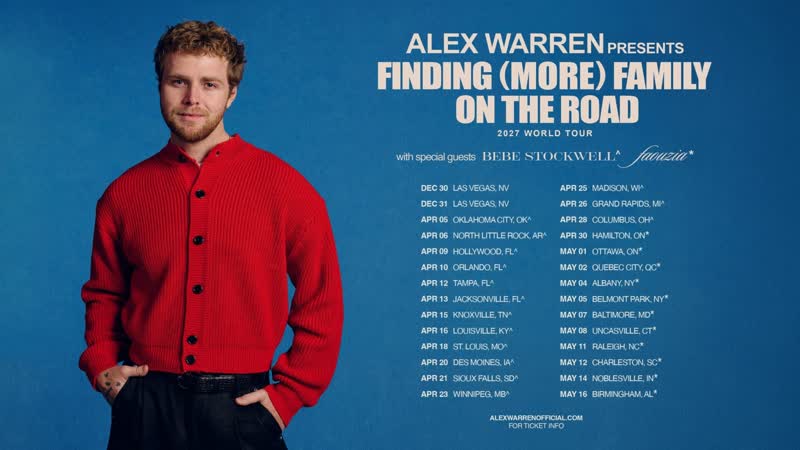 ALEX WARREN PRESENTS
FINDING (MORE) FAMILY
ON THE ROAD
2027 WORLD TOUR
with special guests BEBE STOCKWELL^ faouzia*
DEC 30 LAS VEGAS, NV
DEC 31 LAS VEGAS, NV
APR 05 OKLAHOMA CITY, OK^
APR 06 NORTH LITTLE ROCK, AR^
APR 09 HOLLYWOOD, FL^
APR 10 ORLANDO, FL^
APR 12 TAMPA, FL^
APR 13 JACKSONVILLE, FL^
APR 15 KNOXVILLE, TN^
APR 16 LOUISVILLE, KY^
APR 18 ST. LOUIS, MO^
APR 20 DES MOINES, IA^
APR 21 SIOUX FALLS, SD^
APR 23 WINNIPEG, MB^
APR 25 MADISON, WI^
APR 26 GRAND RAPIDS, MI^
APR 28 COLUMBUS, OH^
APR 30 HAMILTON, ON*
MAY 01 OTTAWA, ON*
MAY 02 QUEBEC CITY, QC*
MAY 04 ALBANY, NY*
MAY 05 BELMONT PARK, NY*
MAY 07 BALTIMORE, MD*
MAY 08 UNCASVILLE, CT*
MAY 11 RALEIGH, NC*
MAY 12 CHARLESTON, SC*
MAY 14 NOBLESVILLE, IN*
MAY 16 BIRMINGHAM, AL*
ALEXWARRENOFFICIAL.COM
FOR TICKET INFO